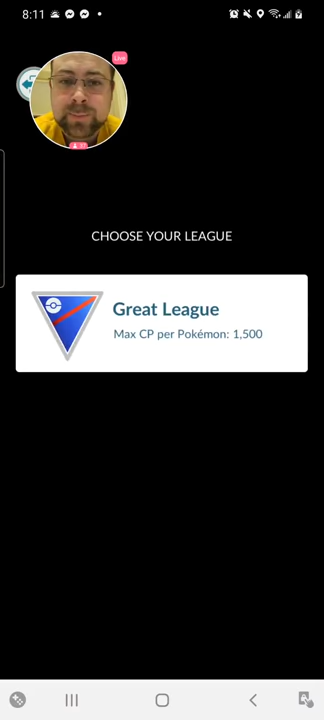 8:11
Live
CHOOSE YOUR LEAGUE
Great League
Max CP per Pokémon: 1,500